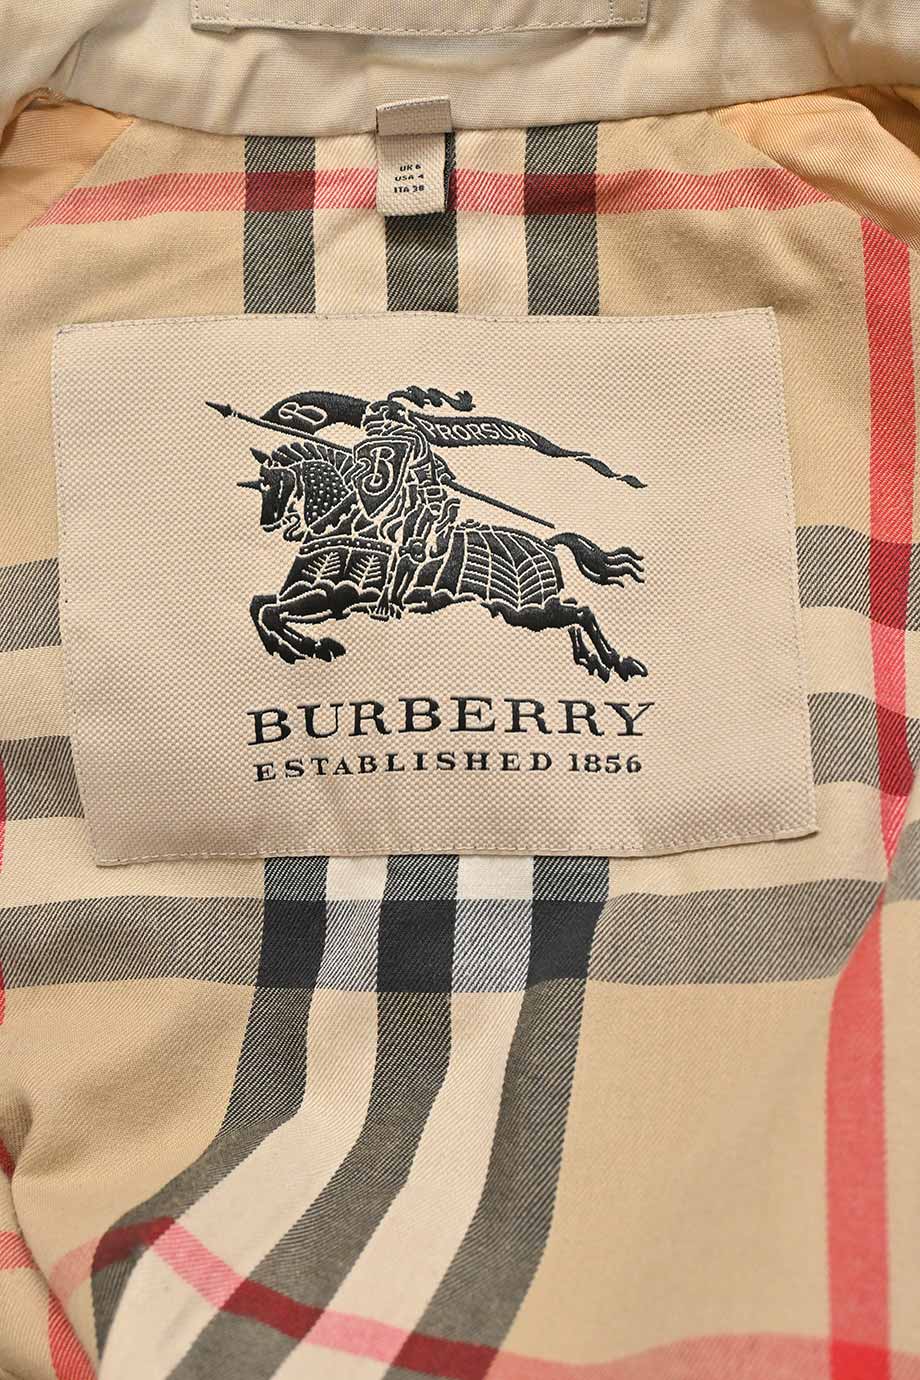 UK 6
USA 4
ITA 38
B
PRORSUM
B
BURBERRY
ESTABLISHED 1856